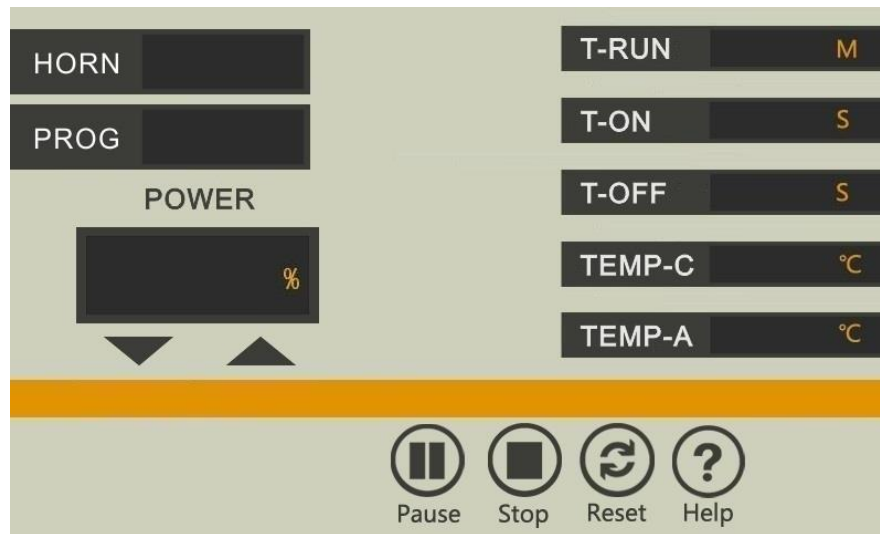 HORN
PROG
POWER
%
T-RUN M
T-ON S
T-OFF S
TEMP-C ℃
TEMP-A ℃
Pause Stop Reset Help